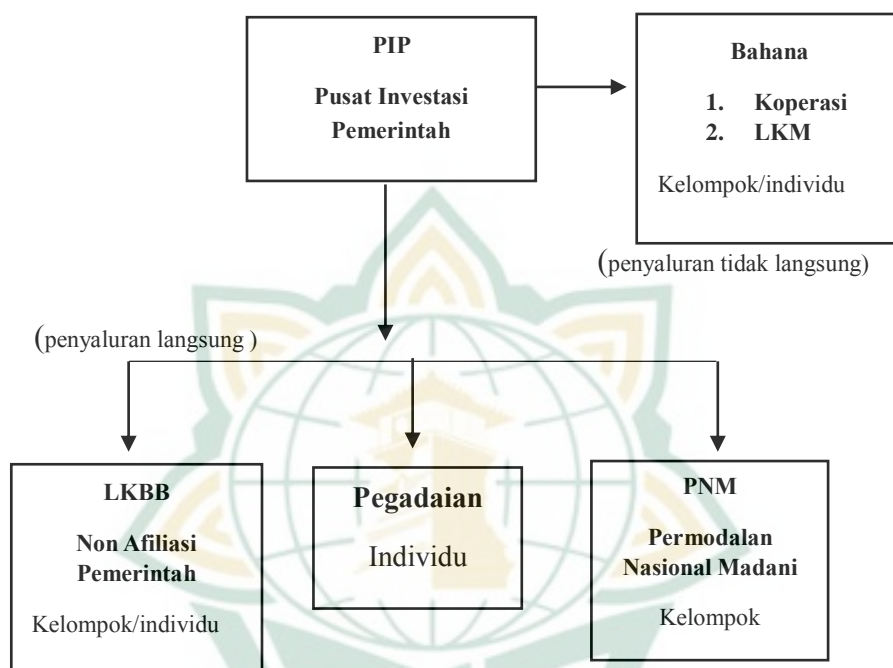 PIP
Pusat Investasi
Pemerintah
Bahana
1. Koperasi
2. LKM
Kelompok/individu
(penyaluran tidak langsung)
(penyaluran langsung )
LKBB
Non Afiliasi
Pemerintah
Kelompok/individu
Pegadaian
Individu
PNM
Permodalan
Nasional Madani
Kelompok